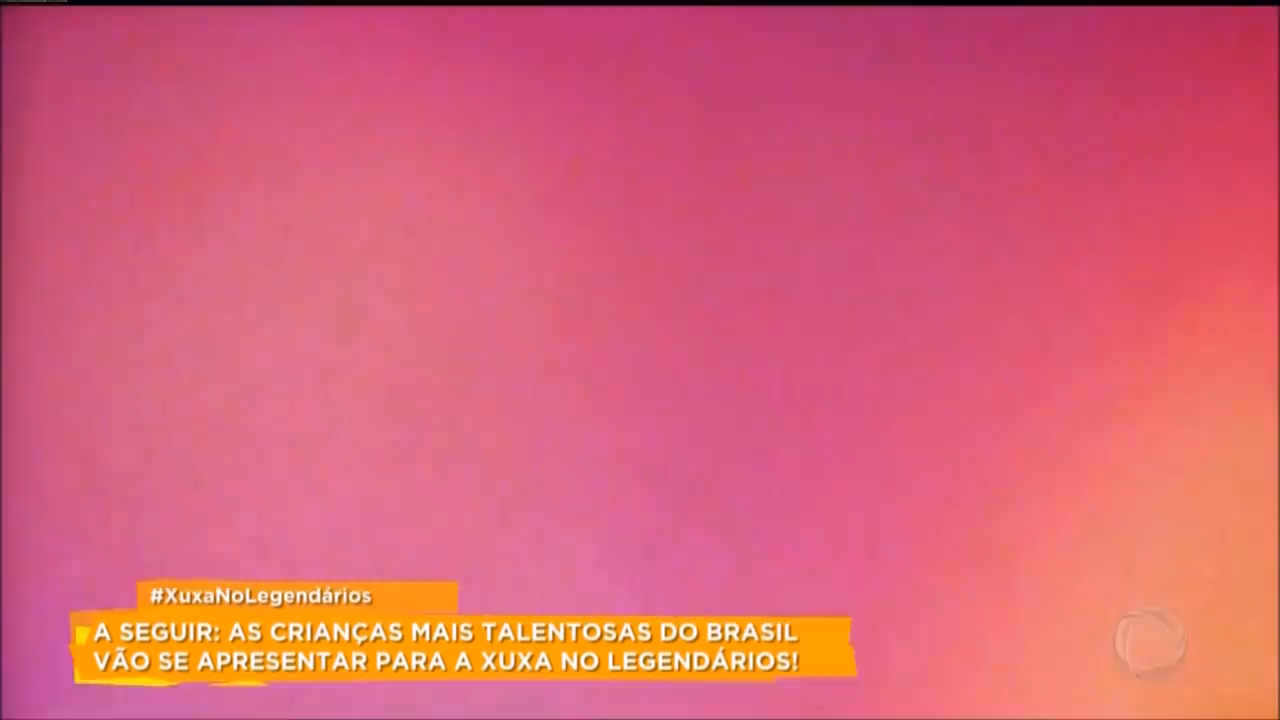 #XuxaNoLegendários
A SEGUIR: AS CRIANÇAS MAIS TALENTOSAS DO BRASIL
VÃO SE APRESENTAR PARA A XUXA NO LEGENDÁRIOS!